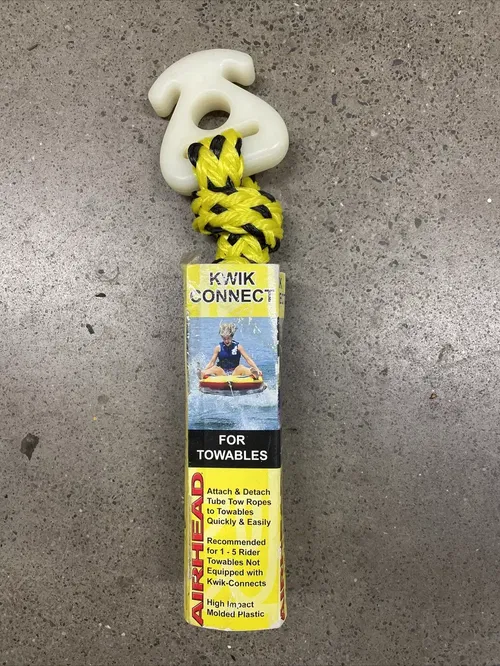 KWIK
CONNECT
FOR
TOWABLES
AIRHEAD
Attach & Detach
Tube Tow Ropes
to Towables
Quickly & Easily
Recommended
for 1 - 5 Rider
Towables Not
Equipped with
Kwik-Connects
High Impact
Molded Plastic